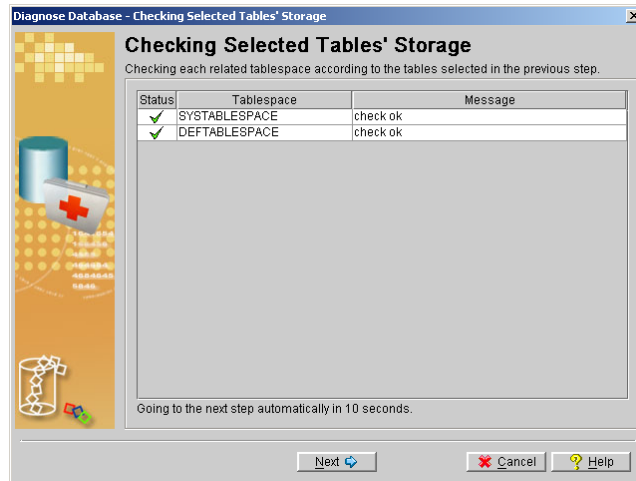 Diagnose Database - Checking Selected Tables' Storage
Checking Selected Tables' Storage
Checking each related tablespace according to the tables selected in the previous step.
Status Tablespace Message
SYSTABLESPACE check ok
DEFTABLESPACE check ok
Going to the next step automatically in 10 seconds.
Next Cancel Help